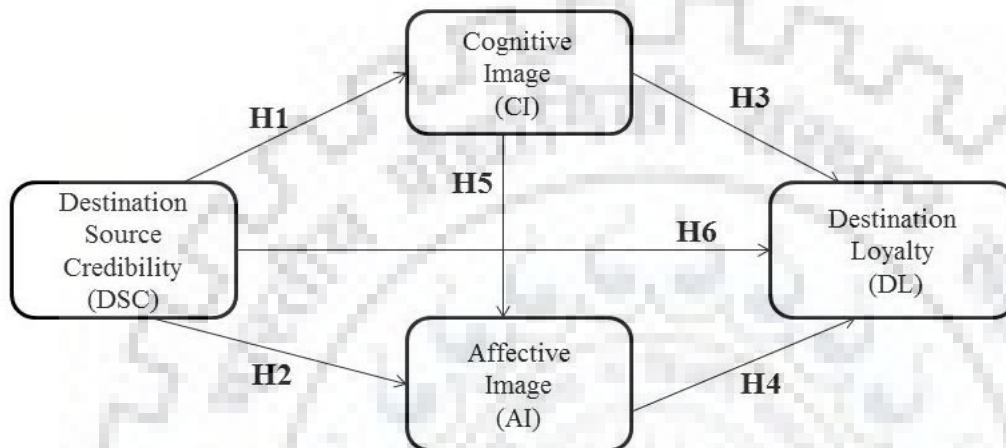 Cognitive
Image
(CI)
H1
H3
H5
Destination
Source
Credibility
(DSC)
H6
Destination
Loyalty
(DL)
H2
Affective
Image
(AI)
H4